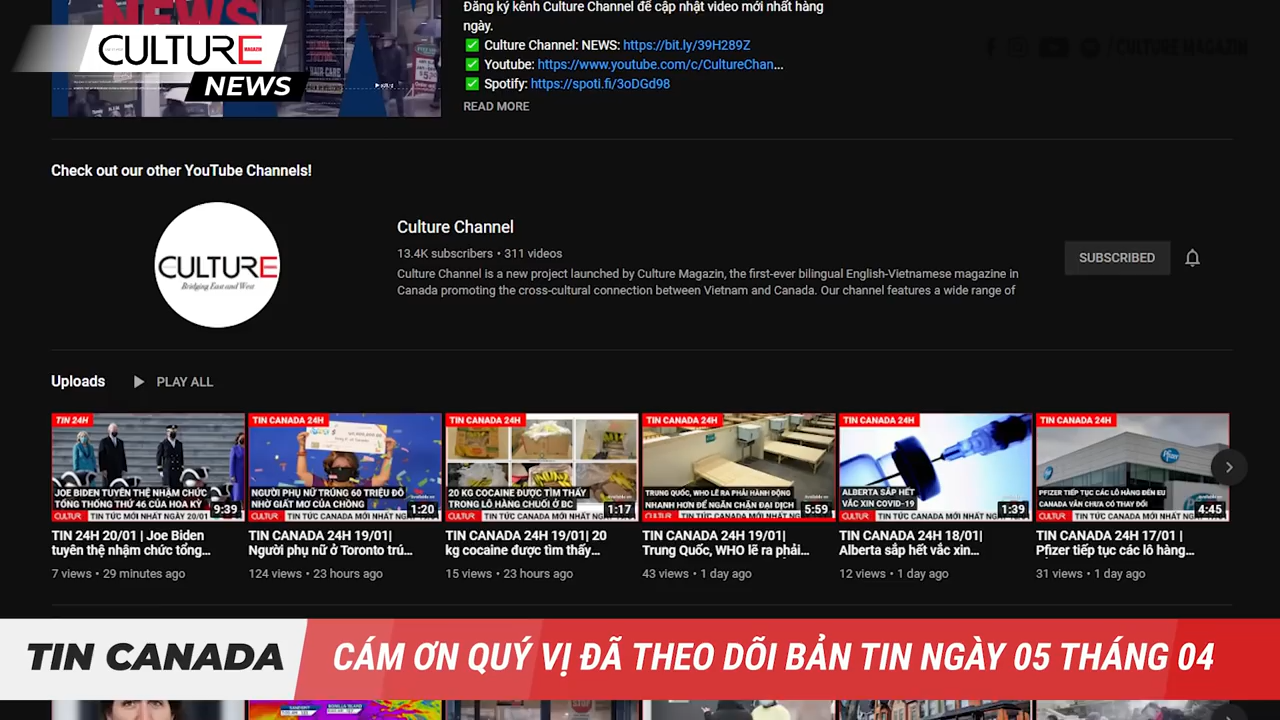 NEWS
CULTURE
MAGAZIN
NEWS
Đăng ký kênh Culture Channel để cập nhật video mới nhất hàng
ngày.
✅ Culture Channel: NEWS: https://bit.ly/39H289Z
✅ Youtube: https://www.youtube.com/c/CultureChan...
✅ Spotify: https://spoti.fi/3oDGd98
READ MORE
Check out our other YouTube Channels!
CULTURE
Bridging East and West
Culture Channel
13.4K subscribers • 311 videos
Culture Channel is a new project launched by Culture Magazin, the first-ever bilingual English-Vietnamese magazine in
Canada promoting the cross-cultural connection between Vietnam and Canada. Our channel features a wide range of
SUBSCRIBED
Uploads
PLAY ALL
TIN 24H
JOE BIDEN TUYÊN THỆ NHẬM CHỨC
TỔNG THỐNG THỨ 46 CỦA HOA KỲ
9:39
CULTUR TIN TỨC MỚI NHẤT NGÀY 20/01
TIN 24H 20/01 | Joe Biden
tuyên thệ nhậm chức tổng...
7 views • 29 minutes ago
TIN CANADA 24H
NGƯỜI PHỤ NỮ TRÚNG 60 TRIỆU ĐÔ
NHỜ GIẤT MƠ CỦA CHỒNG
1:20
CULTUR TIN TỨC CANADA MỚI NHẤT NGÀY
TIN CANADA 24H 19/01|
Người phụ nữ ở Toronto trú...
124 views • 23 hours ago
TIN CANADA 24H
20 KG COCAINE ĐƯỢC TÌM THẤY
TRONG LÔ HÀNG CHUỐI Ở BC
1:17
CULTUR TIN TỨC CANADA MỚI NHẤT NG
TIN CANADA 24H 19/01| 20
kg cocaine được tìm thấy...
15 views • 23 hours ago
TIN CANADA 24H
TRUNG QUỐC, WHO LẼ RA PHẢI HÀNH ĐỘNG
NHANH HƠN ĐỂ NGĂN CHẶN ĐẠI DỊCH
5:59
CULTUR TIN TỨC CANADA MỚI NHẤT NG
TIN CANADA 24H 19/01|
Trung Quốc, WHO lẽ ra phải...
43 views • 1 day ago
TIN CANADA 24H
ALBERTA SẮP HẾT
VẮC XIN COVID-19
1:39
CULTUR TIN TỨC CANADA MỚI NHẤT NG
TIN CANADA 24H 18/01|
Alberta sắp hết vắc xin...
12 views • 1 day ago
TIN CANADA 24H
Pfizer
PFIZER TIẾP TỤC CÁC LÔ HÀNG ĐẾN EU
CANADA VẪN CHƯA CÓ THAY ĐỔI
4:45
CULTUR TIN TỨC CANADA MỚI NHẤT NGÀY
TIN CANADA 24H 17/01 |
Pfizer tiếp tục các lô hàng...
31 views • 1 day ago
TIN CANADA
CÁM ƠN QUÝ VỊ ĐÃ THEO DÕI BẢN TIN NGÀY 05 THÁNG 04